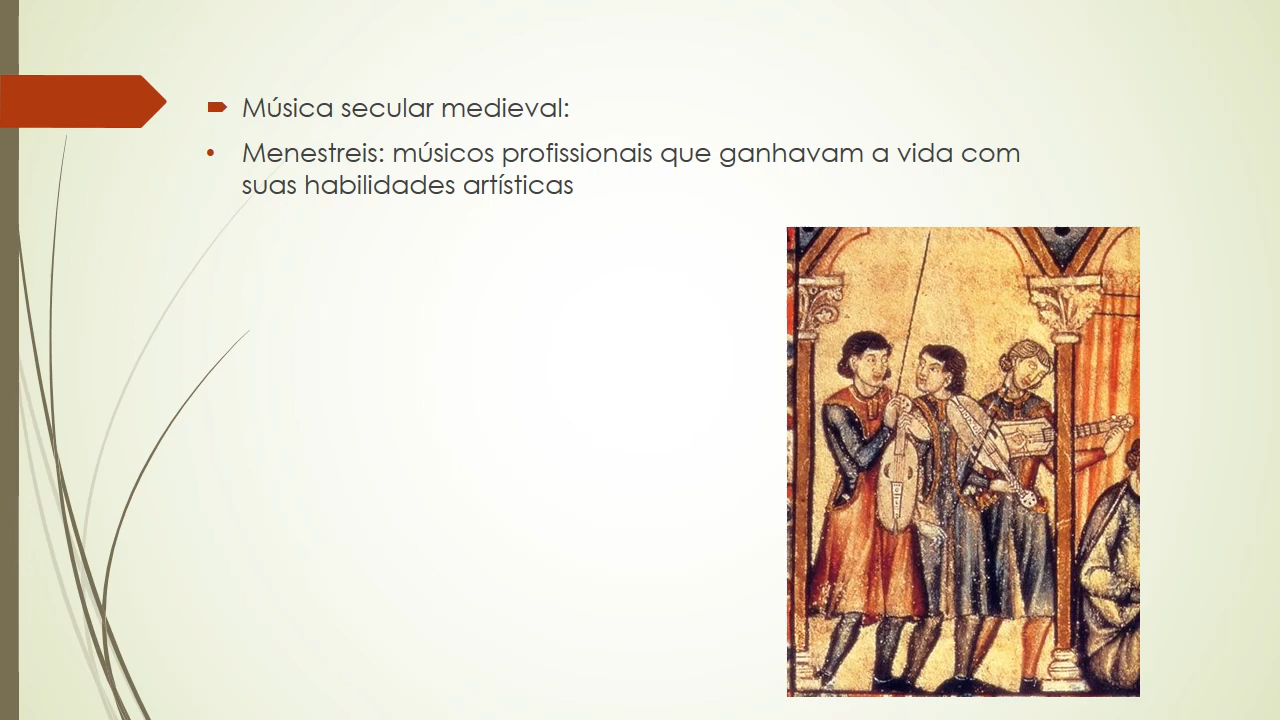 Música secular medieval:
Menestreis: músicos profissionais que ganhavam a vida com
suas habilidades artísticas